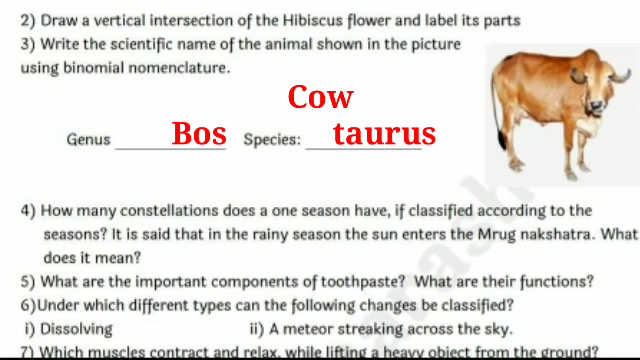 2) Draw a vertical intersection of the Hibiscus flower and label its parts
3) Write the scientific name of the animal shown in the picture
using binomial nomenclature.
Cow
Genus Bos Species: taurus
4) How many constellations does a one season have, if classified according to the
seasons? It is said that in the rainy season the sun enters the Mrug nakshatra. What
does it mean?
5) What are the important components of toothpaste? What are their functions?
6)Under which different types can the following changes be classified?
i) Dissolving ii) A meteor streaking across the sky.
7) Which muscles contract and relax, while lifting a heavy object from the ground?